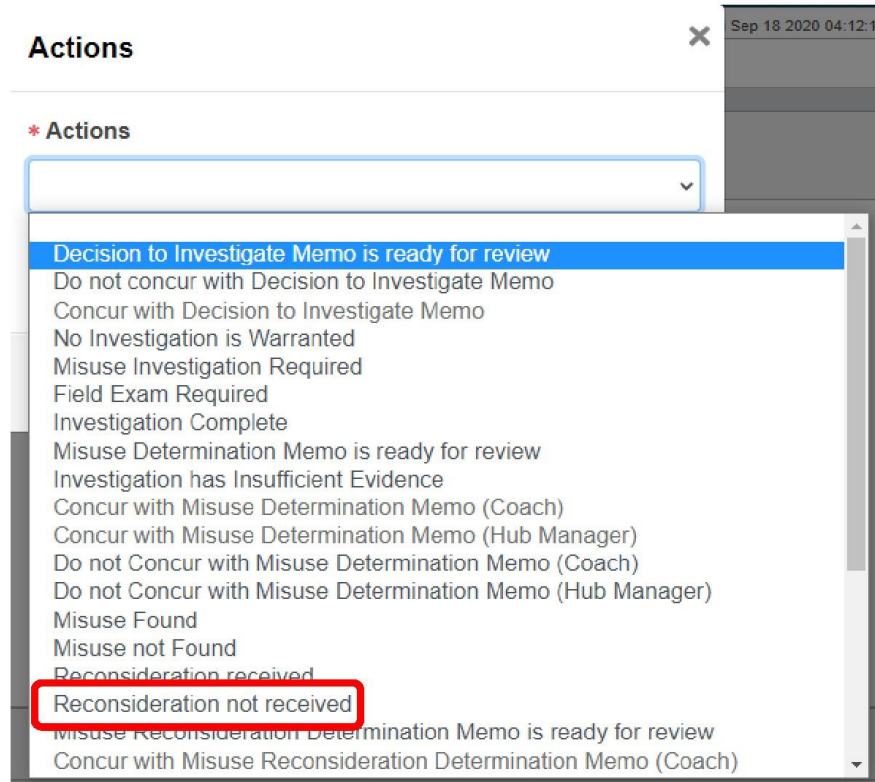 Actions
Sep 18 2020 04:12:1
* Actions
Decision to Investigate Memo is ready for review
Do not concur with Decision to Investigate Memo
Concur with Decision to Investigate Memo
No Investigation is Warranted
Misuse Investigation Required
Field Exam Required
Investigation Complete
Misuse Determination Memo is ready for review
Investigation has Insufficient Evidence
Concur with Misuse Determination Memo (Coach)
Concur with Misuse Determination Memo (Hub Manager)
Do not Concur with Misuse Determination Memo (Coach)
Do not Concur with Misuse Determination Memo (Hub Manager)
Misuse Found
Misuse not Found
Reconsideration received
Reconsideration not received
Misuse Reconsideration Determination Memo is ready for review
Concur with Misuse Reconsideration Determination Memo (Coach)